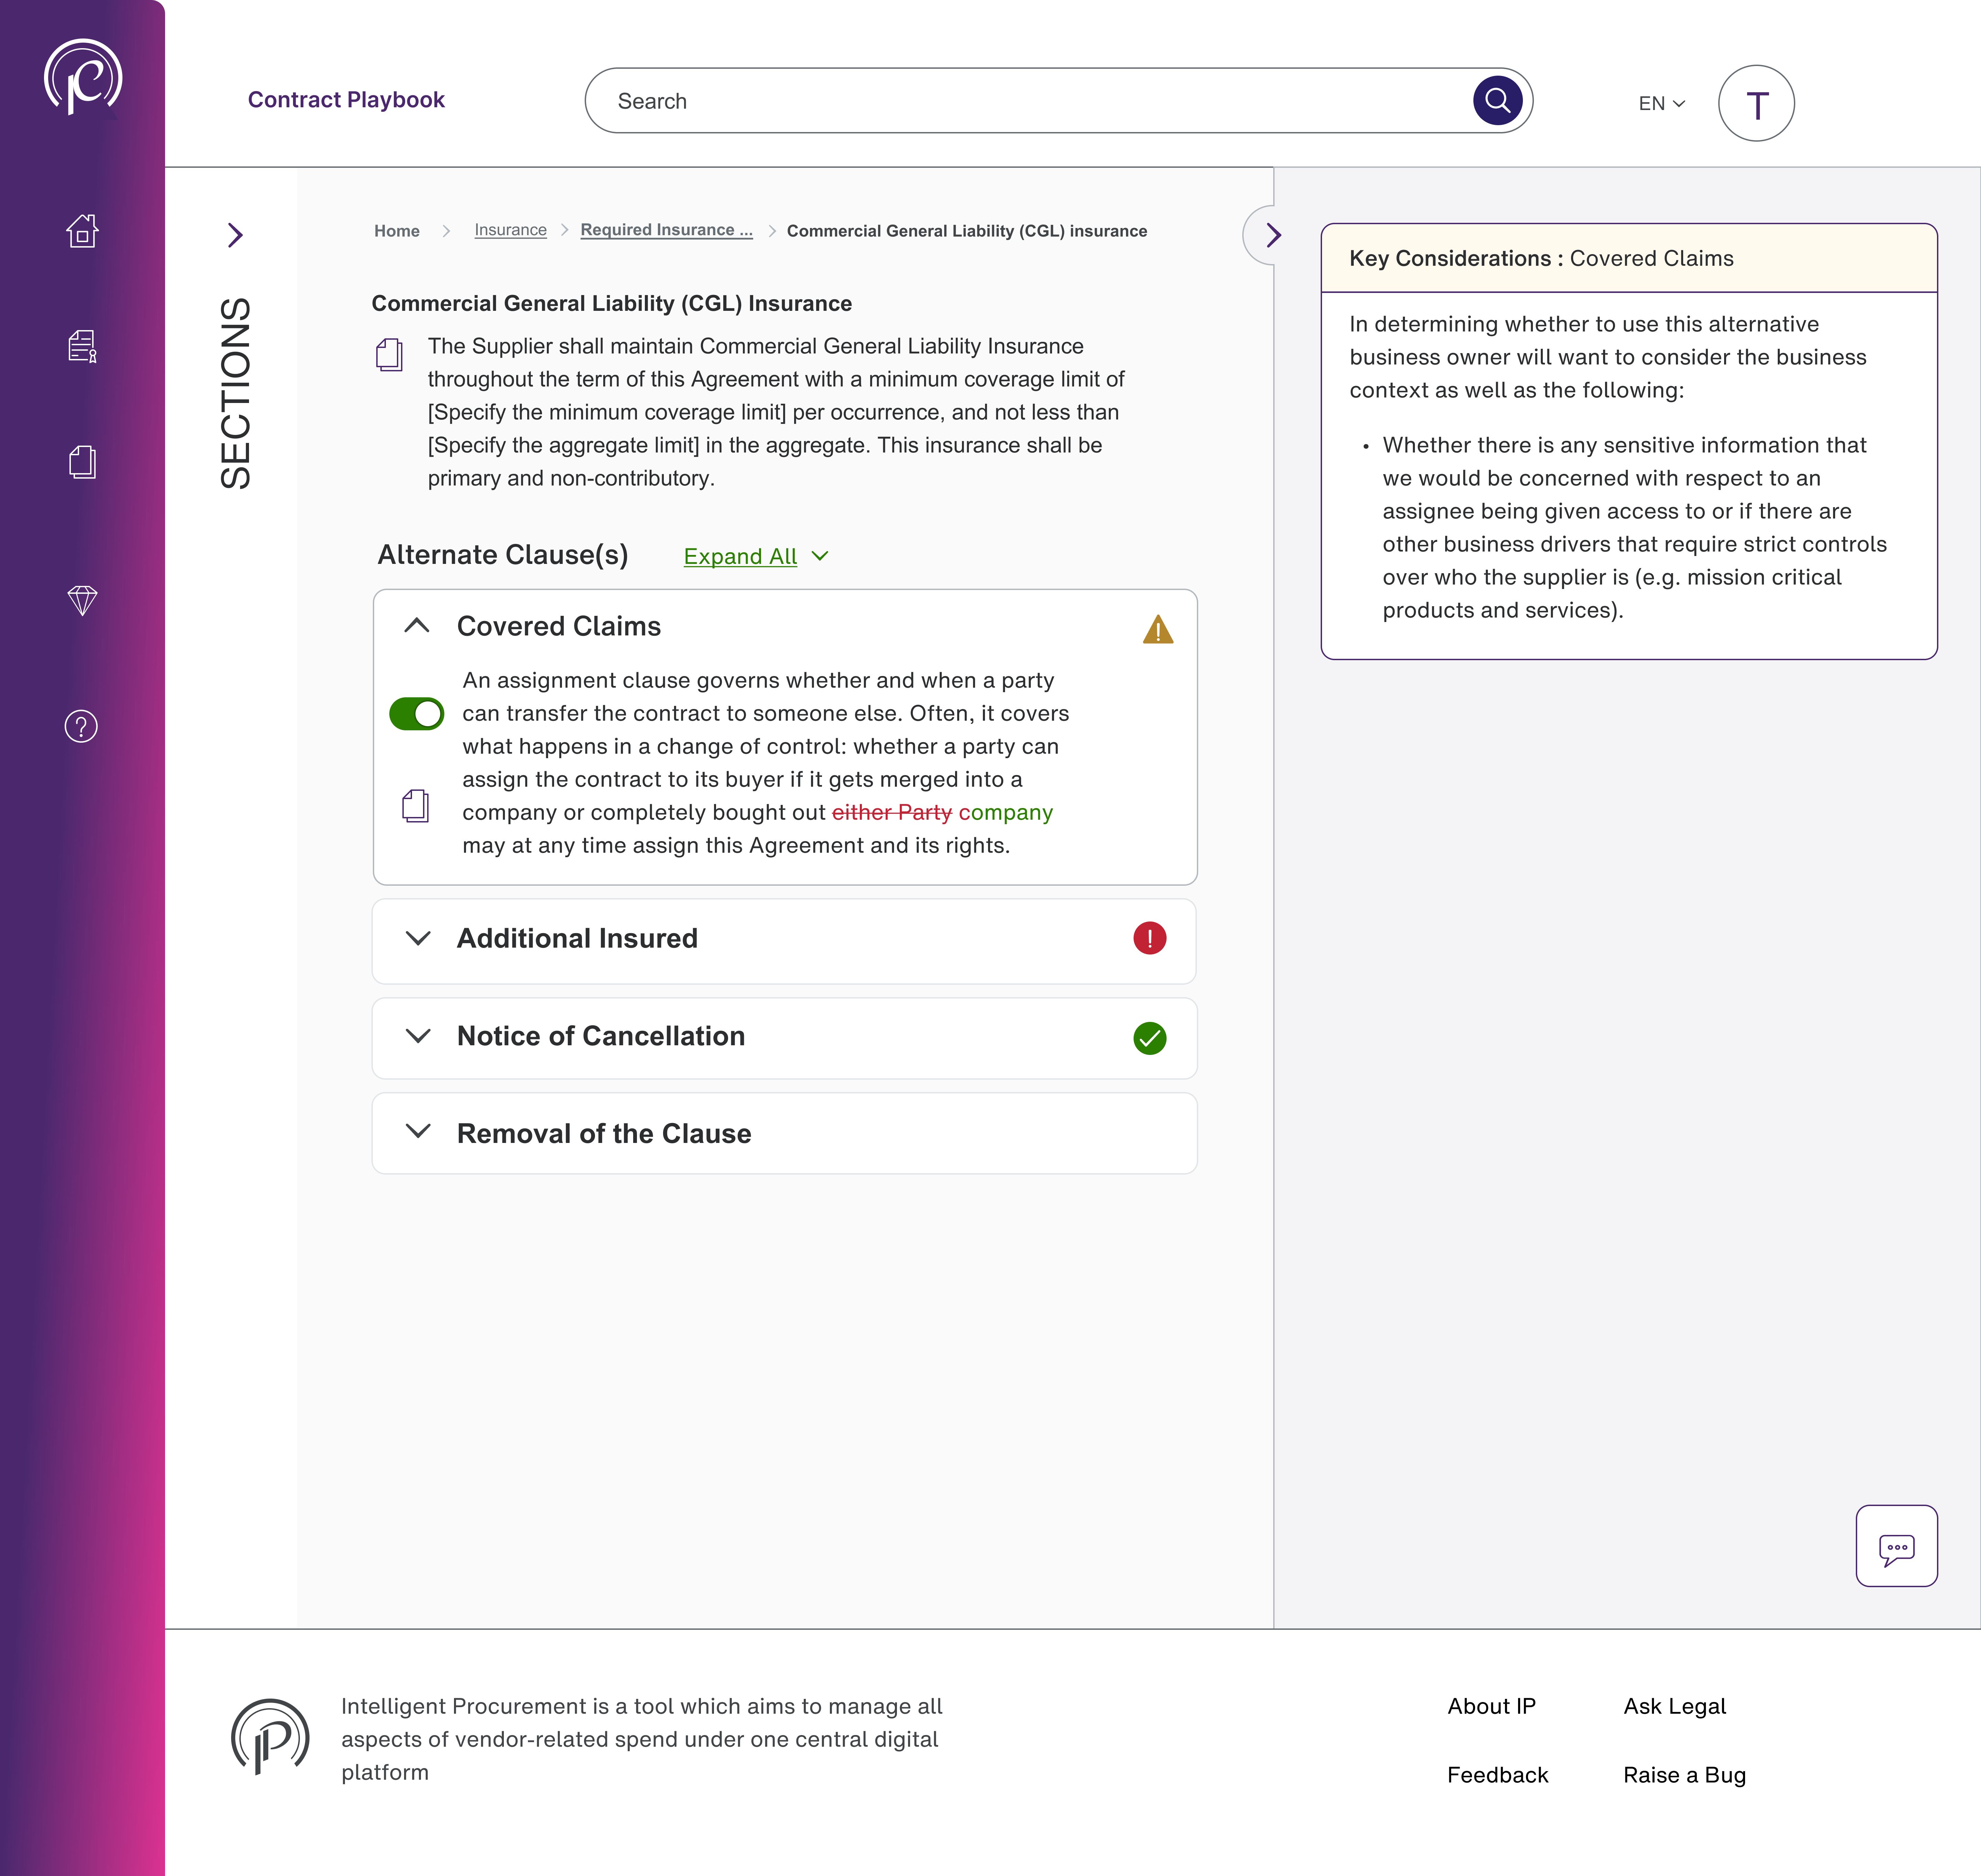 Contract Playbook
Search
EN
T
SECTIONS
Home
Insurance
Required Insurance ...
Commercial General Liability (CGL) insurance
Commercial General Liability (CGL) Insurance
The Supplier shall maintain Commercial General Liability Insurance
throughout the term of this Agreement with a minimum coverage limit of
[Specify the minimum coverage limit] per occurrence, and not less than
[Specify the aggregate limit] in the aggregate. This insurance shall be
primary and non-contributory.
Alternate Clause(s)
Expand All
Covered Claims
An assignment clause governs whether and when a party
can transfer the contract to someone else. Often, it covers
what happens in a change of control: whether a party can
assign the contract to its buyer if it gets merged into a
company or completely bought out either Party company
may at any time assign this Agreement and its rights.
Additional Insured
Notice of Cancellation
Removal of the Clause
Key Considerations : Covered Claims
In determining whether to use this alternative
business owner will want to consider the business
context as well as the following:
• Whether there is any sensitive information that
we would be concerned with respect to an
assignee being given access to or if there are
other business drivers that require strict controls
over who the supplier is (e.g. mission critical
products and services).
Intelligent Procurement is a tool which aims to manage all
aspects of vendor-related spend under one central digital
platform
About IP
Ask Legal
Feedback
Raise a Bug